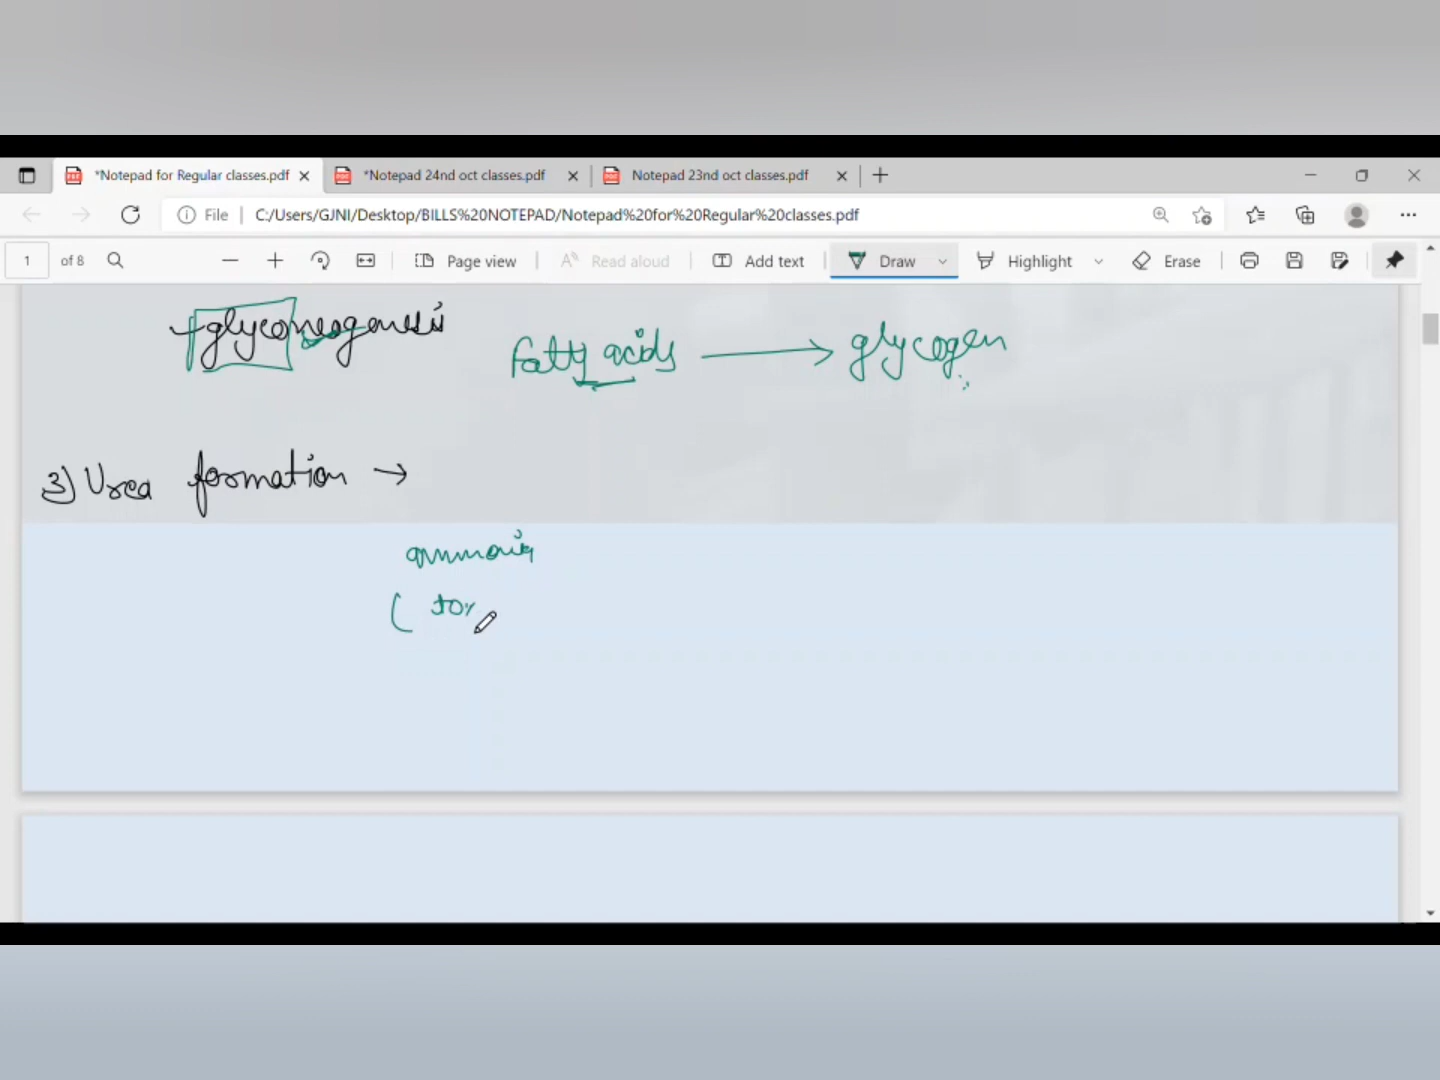 *Notepad for Regular classes.pdf
*Notepad 24nd oct classes.pdf
Notepad 23nd oct classes.pdf
File
C:/Users/GJNI/Desktop/BILLS%20NOTEPAD/Notepad%20for%20Regular%20classes.pdf
1 of 8
Page view
Read aloud
Add text
Draw
Highlight
Erase
glyconeogenesis
Fatty acids → glycogen
3) Urea formation →
ammonia
( tox